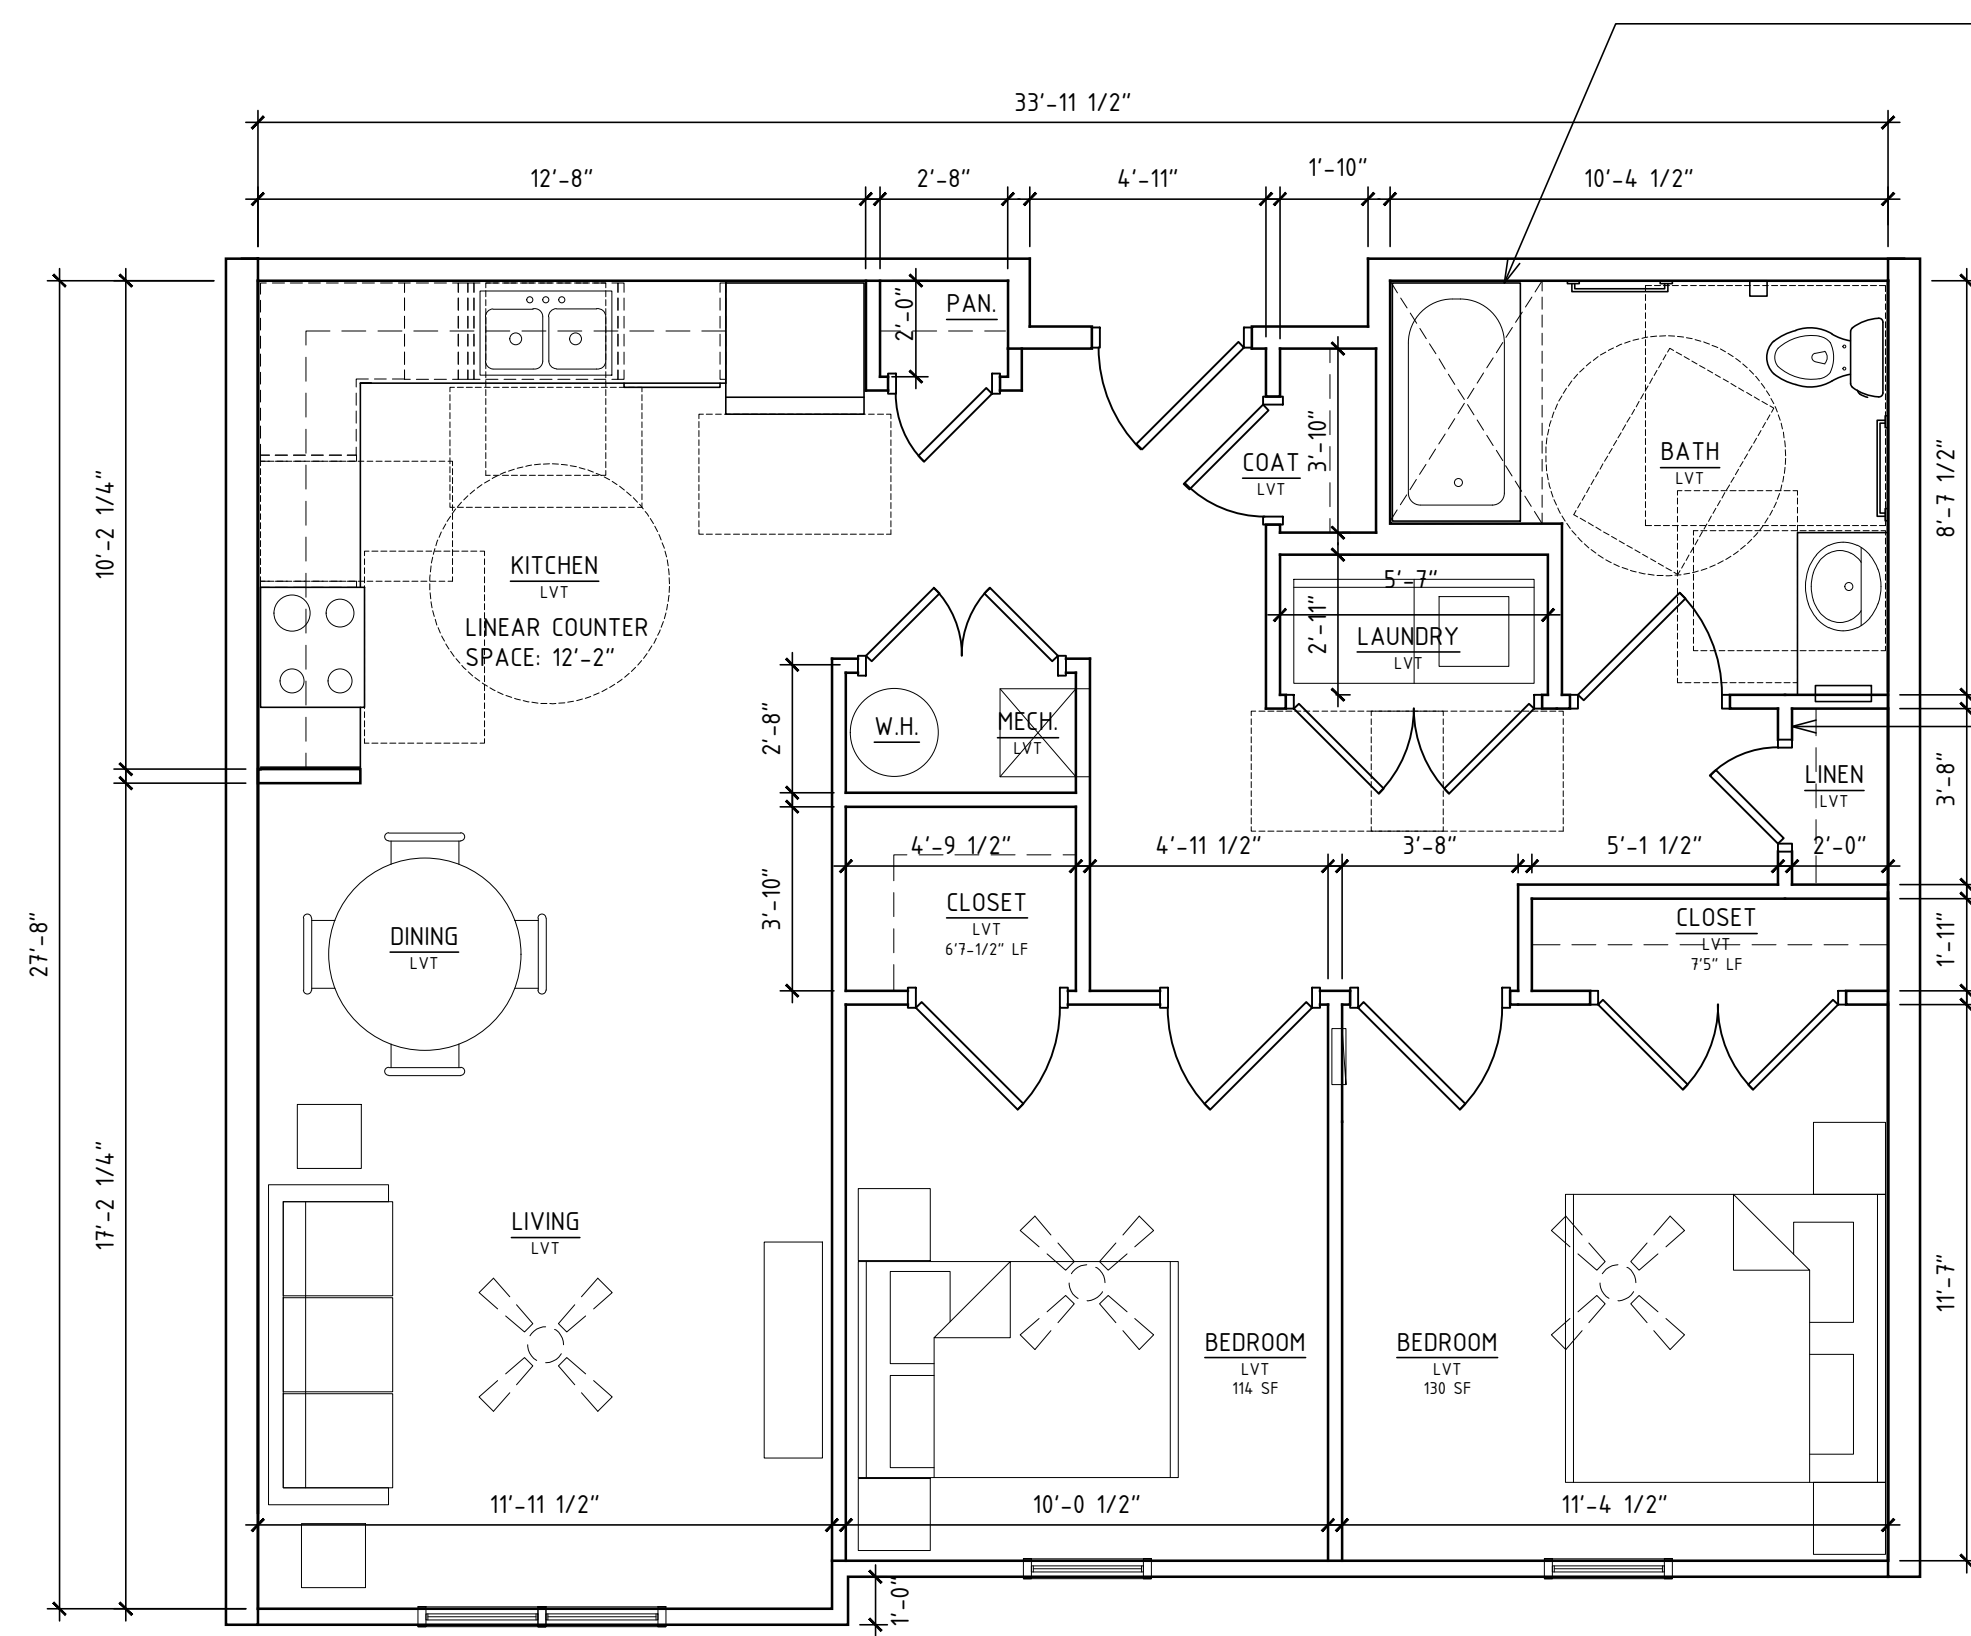 33'-11 1/2"
12'-8"
2'-8"
4'-11"
1'-10"
10'-4 1/2"
2'-0"
PAN.
10'-2 1/4"
COAT
LVT
3'-10"
BATH
LVT
8'-7 1/2"
KITCHEN
LVT
LINEAR COUNTER
SPACE: 12'-2"
5'-7"
2'-11"
LAUNDRY
LVT
W.H.
MECH.
LVT
2'-8"
LINEN
LVT
3'-8"
4'-9 1/2"
4'-11 1/2"
3'-8"
5'-1 1/2"
2'-0"
3'-10"
CLOSET
LVT
6'7-1/2" LF
CLOSET
LVT
7'5" LF
1'-11"
27'-8"
DINING
LVT
17'-2 1/4"
LIVING
LVT
11'-7"
BEDROOM
LVT
114 SF
BEDROOM
LVT
130 SF
11'-11 1/2"
10'-0 1/2"
11'-4 1/2"
1'-0"